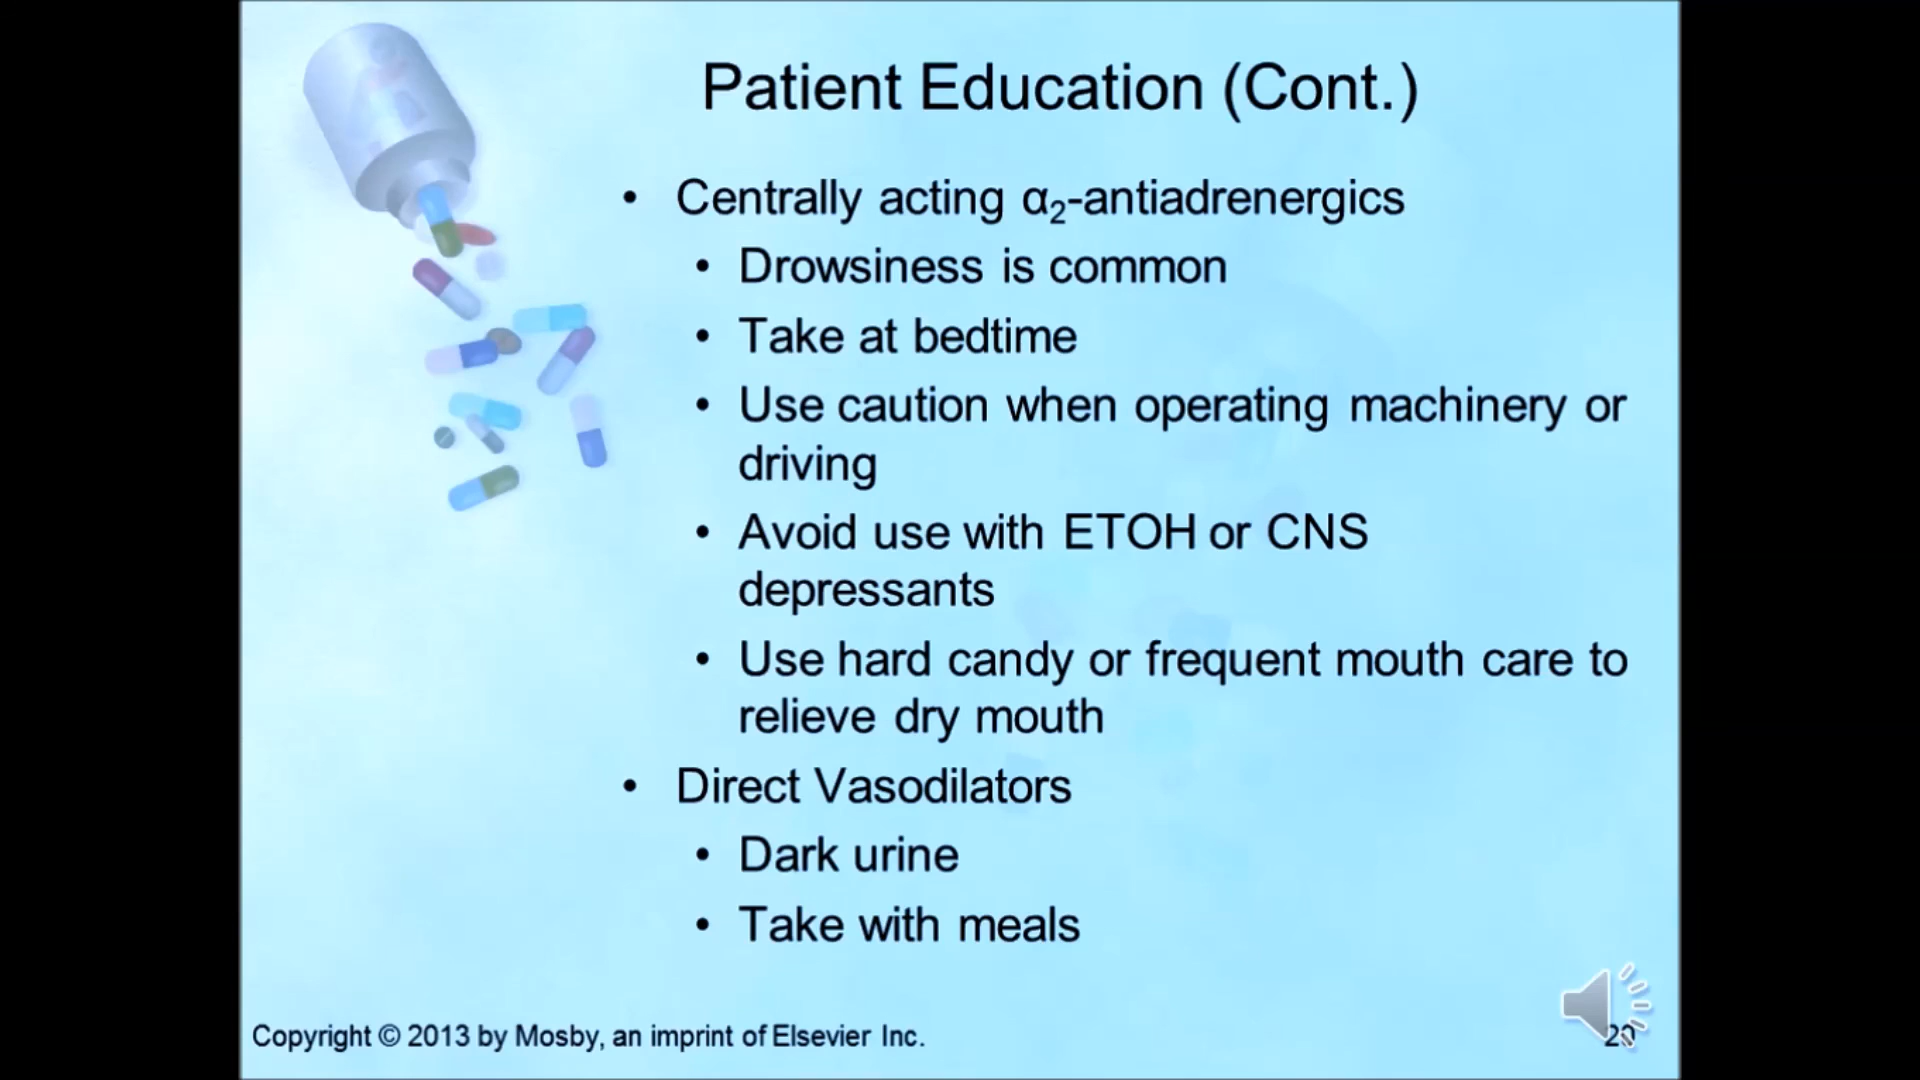 Patient Education (Cont.)
• Centrally acting α₂-antiadrenergics
• Drowsiness is common
• Take at bedtime
• Use caution when operating machinery or
driving
• Avoid use with ETOH or CNS
depressants
• Use hard candy or frequent mouth care to
relieve dry mouth
• Direct Vasodilators
• Dark urine
• Take with meals
Copyright © 2013 by Mosby, an imprint of Elsevier Inc.